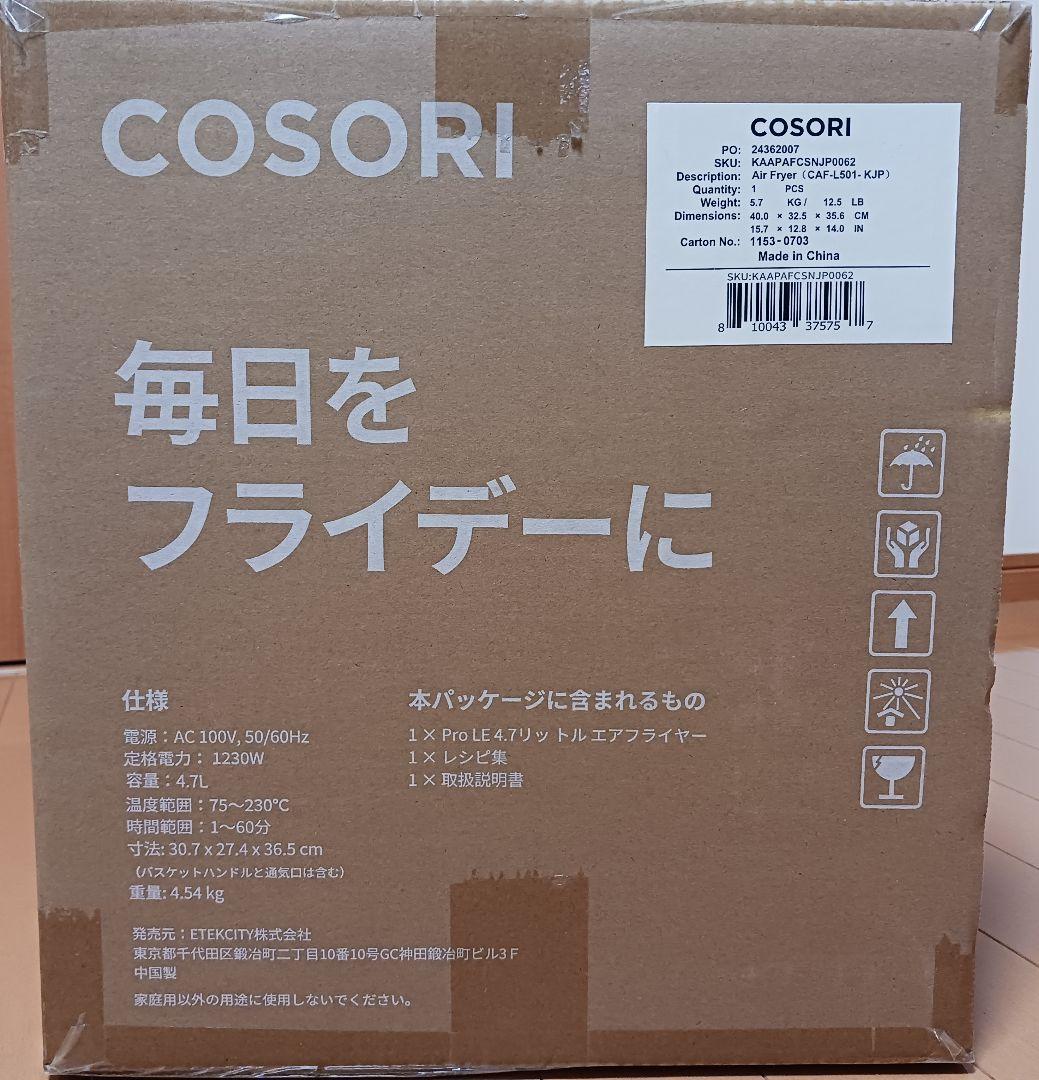 COSORI
COSORI
PO: 24362007
SKU: KAAPAFCSNJP0062
Description: Air Fryer（CAF-L501- KJP）
Quantity: 1 PCS
Weight: 5.7 KG / 12.5 LB
Dimensions: 40.0 × 32.5 × 35.6 CM
15.7 × 12.8 × 14.0 IN
Carton No.: 1153-0703
Made in China
SKU:KAAPAFCSNJP0062
8 10043 37575 7
毎日を
フライデーに
仕様
電源：AC 100V, 50/60Hz
定格電力： 1230W
容量：4.7L
温度範囲：75～230℃
時間範囲：1～60分
寸法: 30.7 x 27.4 x 36.5 cm
（バスケットハンドルと通気口は含む）
重量: 4.54 kg
本パッケージに含まれるもの
1 × Pro LE 4.7リットル エアフライヤー
1 × レシピ集
1 × 取扱説明書
発売元：ETEKCITY株式会社
東京都千代田区鍛冶町二丁目10番10号GC神田鍛冶町ビル3Ｆ
中国製
家庭用以外の用途に使用しないでください。